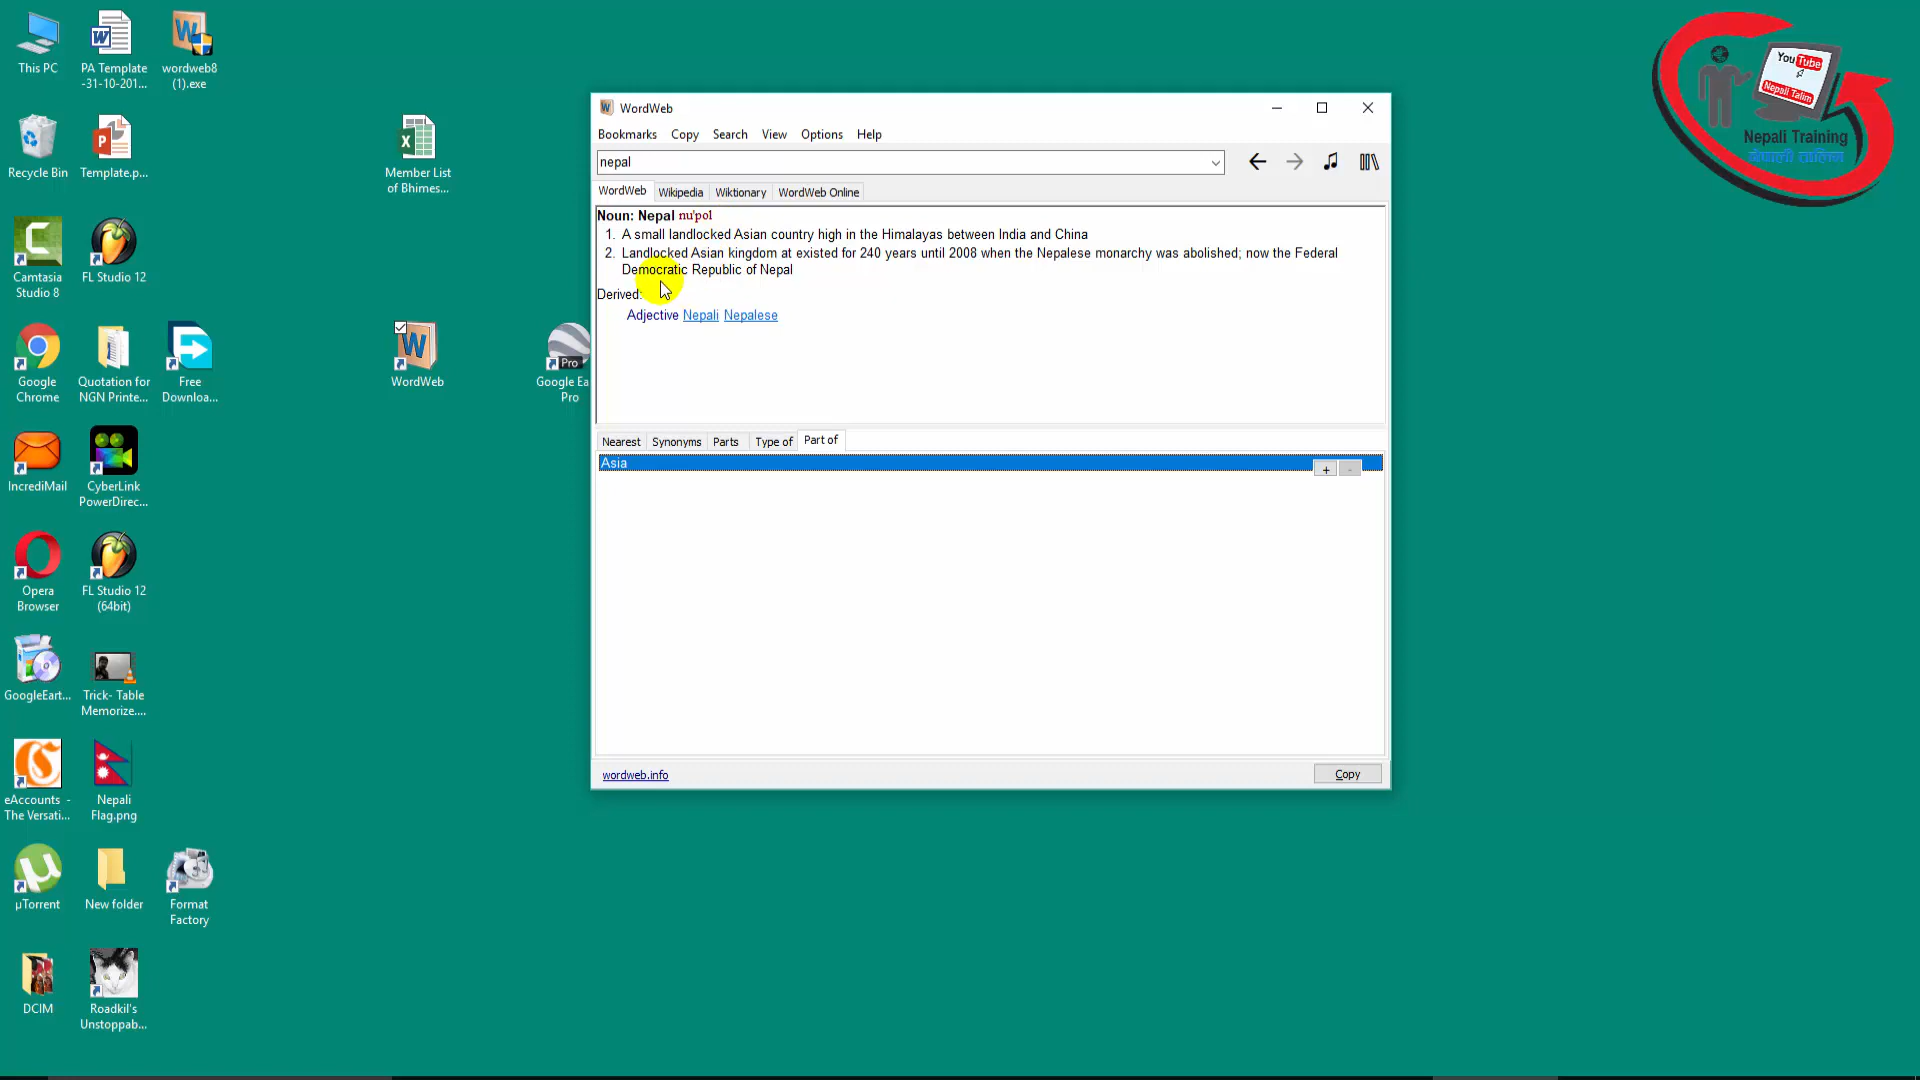 This PC
PA Template
-31-10-201...
wordweb8
(1).exe
Recycle Bin
Template.p...
Member List
of Bhimes...
Camtasia
Studio 8
FL Studio 12
Google
Chrome
Quotation for
NGN Printe...
Free
Downloa...
WordWeb
Pro
Google Ea
Pro
IncrediMail
CyberLink
PowerDirec...
Opera
Browser
FL Studio 12
(64bit)
GoogleEart...
Trick- Table
Memorize....
eAccounts -
The Versati...
Nepali
Flag.png
µTorrent
New folder
Format
Factory
DCIM
Roadkil's
Unstoppab...
WordWeb
Bookmarks Copy Search View Options Help
nepal
WordWeb Wikipedia Wiktionary WordWeb Online
Noun: Nepal nu'pol
1. A small landlocked Asian country high in the Himalayas between India and China
2. Landlocked Asian kingdom at existed for 240 years until 2008 when the Nepalese monarchy was abolished; now the Federal
Democratic Republic of Nepal
Derived:
Adjective Nepali Nepalese
Nearest Synonyms Parts Type of Part of
Asia
+ -
wordweb.info
Copy
You Tube
Nepali Talim
Nepali Training
नेपाली तालिम